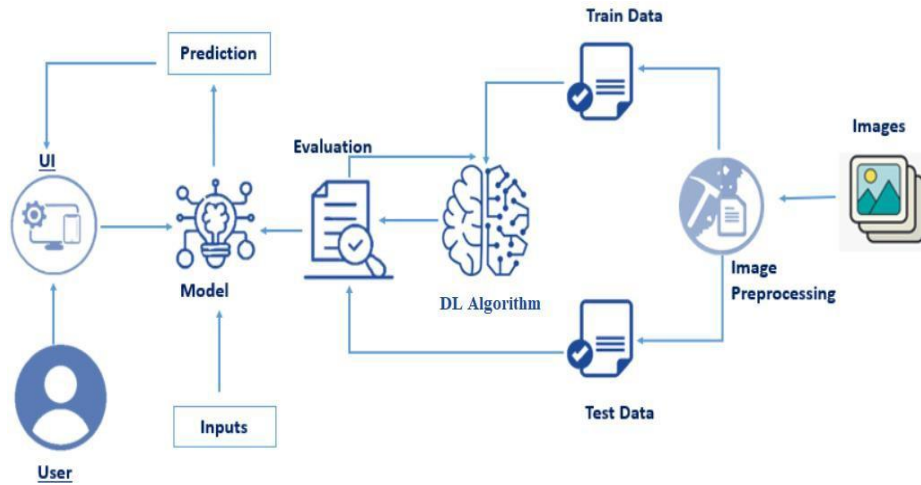 Train Data
Prediction
Images
Evaluation
UI
Model
DL Algorithm
Image
Preprocessing
Test Data
Inputs
User